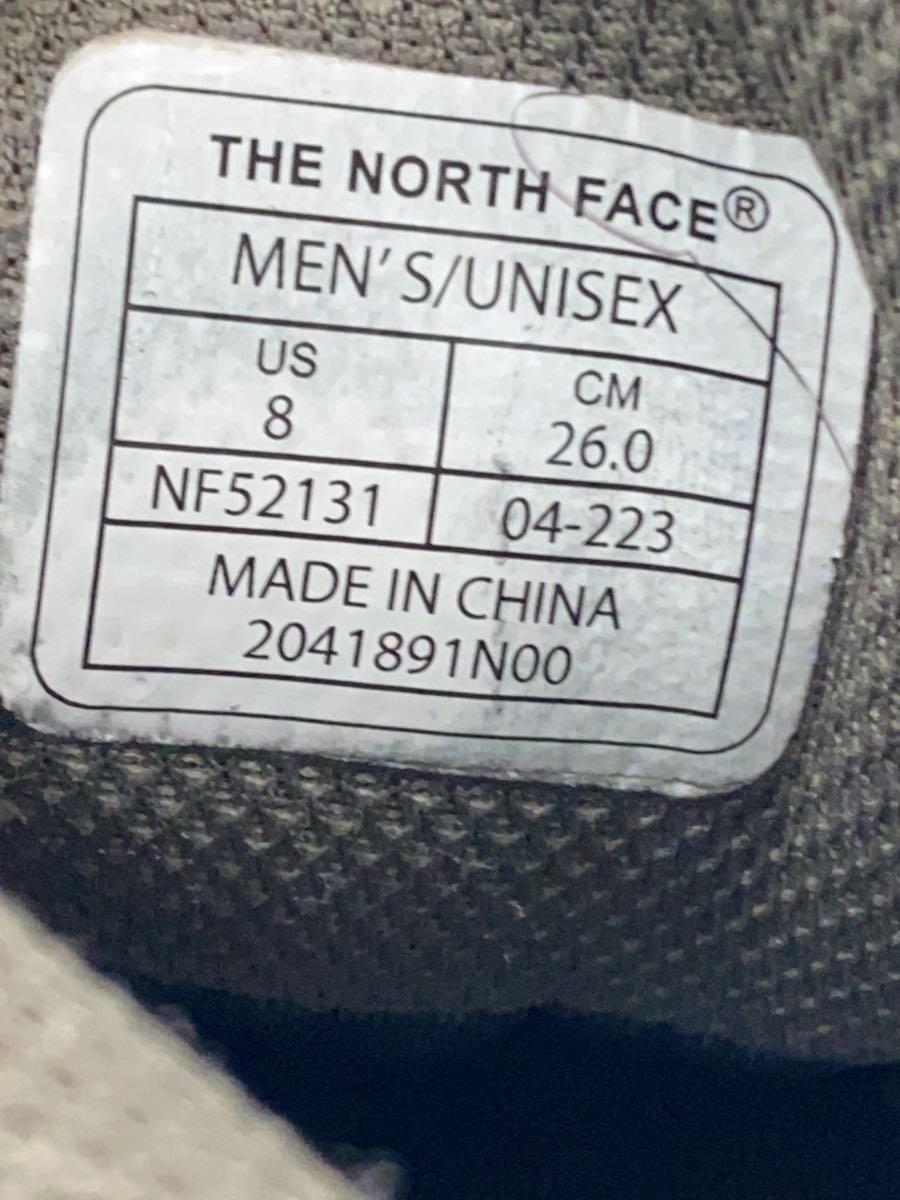 THE NORTH FACE®
MEN'S/UNISEX
US
8
CM
26.0
NF52131
04-223
MADE IN CHINA
2041891N00